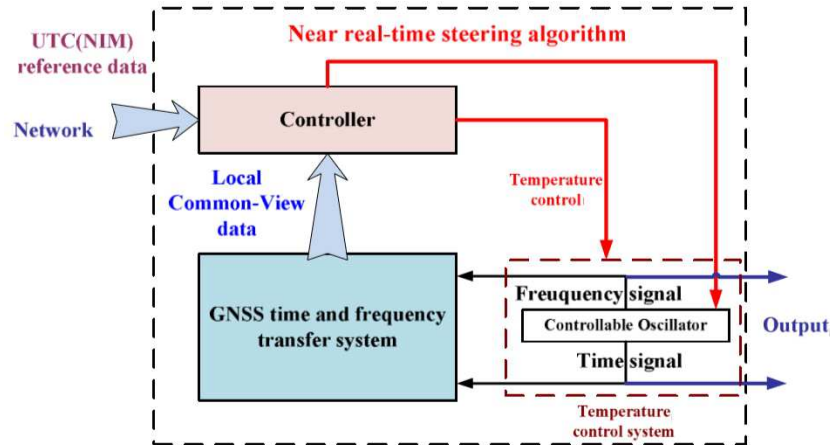 UTC(NIM)
reference data
Near real-time steering algorithm
Network
Controller
Local
Common-View
data
Temperature
control
GNSS time and frequency
transfer system
Freuquency signal
Controllable Oscillator
Time signal
Output
Temperature
control system